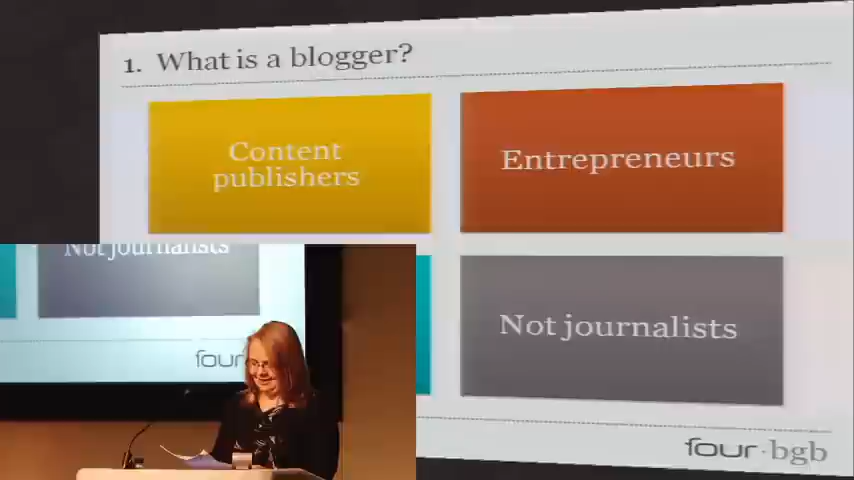 1. What is a blogger?
Content
publishers
Entrepreneurs
Not journalists
Not journalists
four
four·bgb